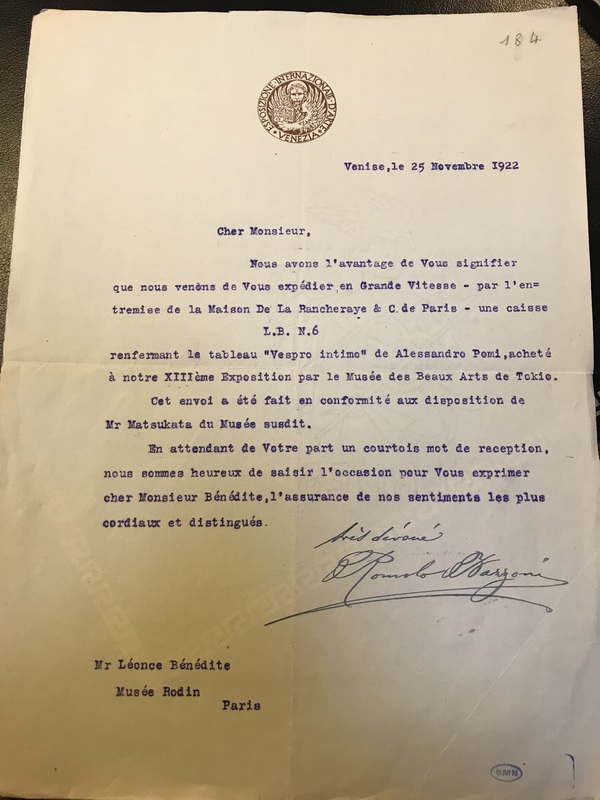 184
ESPOSIZIONE·INTERNAZIONALE·D'ARTE·
VENEZIA
Venise,le 25 Novembre 1922
Cher Monsieur,
Nous avons l'avantage de Vous signifier
que nous venons de Vous expédier en Grande Vitesse - par l'en=
tremise de la Maison De La Rancheraye & C.de Paris - une caisse
L.B. N.6
renfermant le tableau "Vespro intimo" de Alessandro Pomi,acheté
à notre XIIIème Exposition par le Musée des Beaux Arts de Tokio.
Cet envoi a été fait en conformité aux disposition de
Mr Matsukata du Musée susdit.
En attendant de Votre part un courtois mot de reception,
nous sommes heureux de saisir l'occasion pour Vous exprimer
cher Monsieur Bénédite,l'assurance de nos sentiments les plus
cordiaux et distingués.
très dévoué
Romolo Bazzoni
Mr Léonce Bénédite
Musée Rodin
Paris
DMN